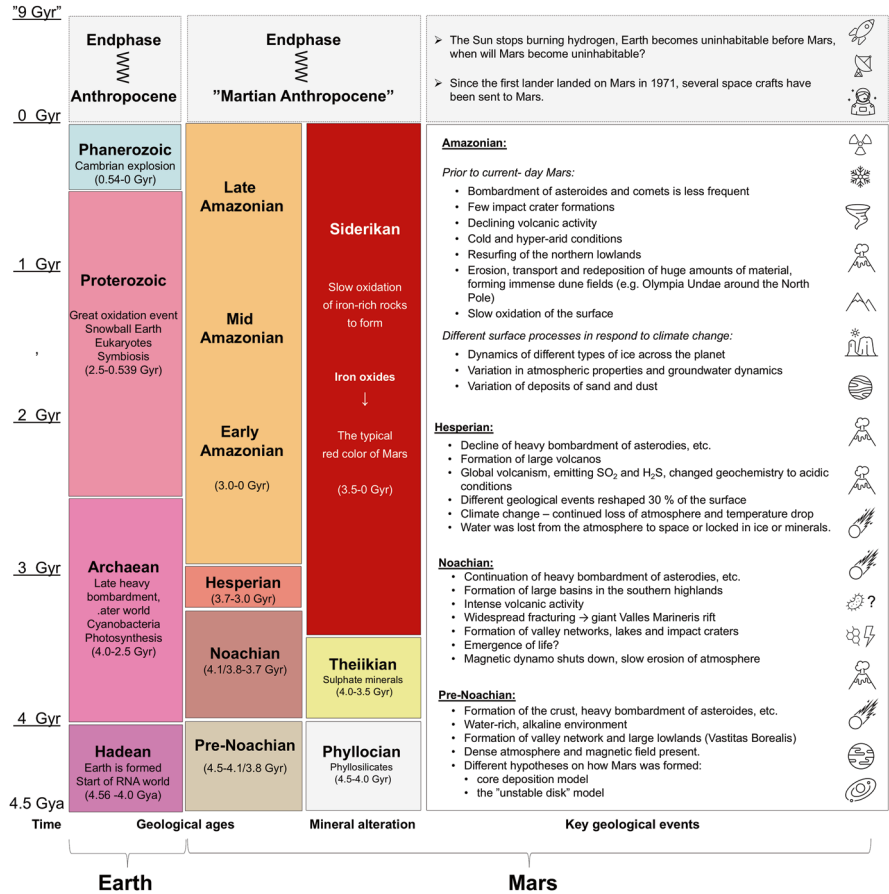 ”9 Gyr”
0 Gyr
1 Gyr
,
2 Gyr
3 Gyr
4 Gyr
4.5 Gya
Time
Endphase
Anthropocene
Phanerozoic
Cambrian explosion
(0.54-0 Gyr)
Proterozoic
Great oxidation event
Snowball Earth
Eukaryotes
Symbiosis
(2.5-0.539 Gyr)
Archaean
Late heavy
bombardment,
.ater world
Cyanobacteria
Photosynthesis
(4.0-2.5 Gyr)
Hadean
Earth is formed
Start of RNA world
(4.56 -4.0 Gya)
Endphase
”Martian Anthropocene”
Late
Amazonian
Mid
Amazonian
Early
Amazonian
(3.0-0 Gyr)
Hesperian
(3.7-3.0 Gyr)
Noachian
(4.1/3.8-3.7 Gyr)
Pre-Noachian
(4.5-4.1/3.8 Gyr)
Geological ages
Siderikan
Slow oxidation
of iron-rich rocks
to form
Iron oxides
↓
The typical
red color of Mars
(3.5-0 Gyr)
Theiikian
Sulphate minerals
(4.0-3.5 Gyr)
Phyllocian
Phyllosilicates
(4.5-4.0 Gyr)
Mineral alteration
➢ The Sun stops burning hydrogen, Earth becomes uninhabitable before Mars,
when will Mars become uninhabitable?
➢ Since the first lander landed on Mars in 1971, several space crafts have
been sent to Mars.
Amazonian:
Prior to current- day Mars:
• Bombardment of asteroides and comets is less frequent
• Few impact crater formations
• Declining volcanic activity
• Cold and hyper-arid conditions
• Resurfing of the northern lowlands
• Erosion, transport and redeposition of huge amounts of material,
forming immense dune fields (e.g. Olympia Undae around the North
Pole)
• Slow oxidation of the surface
Different surface processes in respond to climate change:
• Dynamics of different types of ice across the planet
• Variation in atmospheric properties and groundwater dynamics
• Variation of deposits of sand and dust
Hesperian:
• Decline of heavy bombardment of asterodies, etc.
• Formation of large volcanos
• Global volcanism, emitting SO₂ and H₂S, changed geochemistry to acidic
conditions
• Different geological events reshaped 30 % of the surface
• Climate change – continued loss of atmosphere and temperature drop
• Water was lost from the atmosphere to space or locked in ice or minerals.
Noachian:
• Continuation of heavy bombardment of asterodies, etc.
• Formation of large basins in the southern highlands
• Intense volcanic activity
• Widespread fracturing → giant Valles Marineris rift
• Formation of valley networks, lakes and impact craters
• Emergence of life?
• Magnetic dynamo shuts down, slow erosion of atmosphere
?
Pre-Noachian:
• Formation of the crust, heavy bombardment of asteroides, etc.
• Water-rich, alkaline environment
• Formation of valley network and large lowlands (Vastitas Borealis)
• Dense atmosphere and magnetic field present.
• Different hypotheses on how Mars was formed:
• core deposition model
• the ”unstable disk” model
Key geological events
Earth
Mars